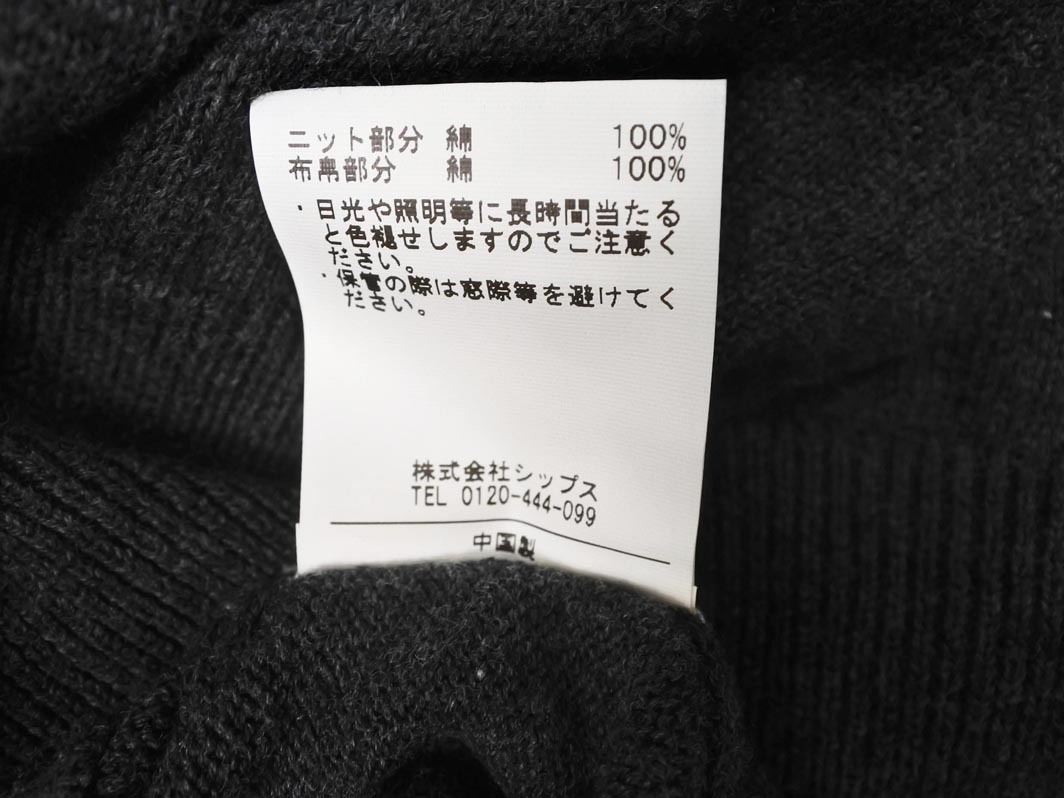 ニット部分 綿 100%
布帛部分 綿 100%
・日光や照明等に長時間当たる
と色褪せしますのでご注意く
ださい。
・保管の際は窓際等を避けてく
ださい。
株式会社シップス
TEL 0120-444-099
中国製